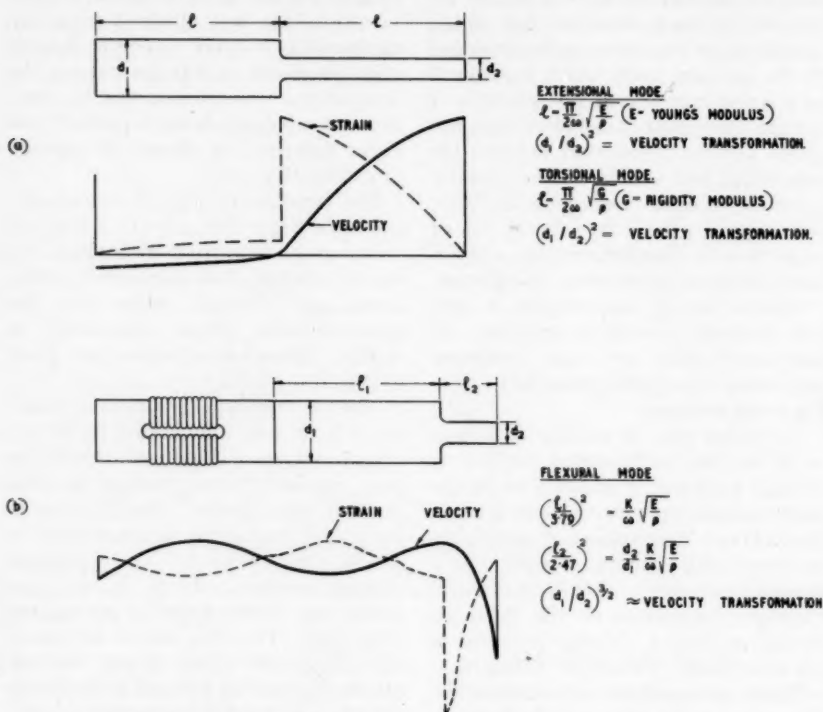 ℓ ℓ
d₁ d₂
(a)
STRAIN
VELOCITY
EXTENSIONAL MODE.
ℓ = π/2ω √(E/ρ) (E - YOUNG'S MODULUS)
(d₁/d₂)² = VELOCITY TRANSFORMATION.
TORSIONAL MODE.
ℓ = π/2ω √(G/ρ) (G - RIGIDITY MODULUS)
(d₁/d₂)² = VELOCITY TRANSFORMATION.
ℓ₁ ℓ₂
d₁ d₂
(b)
STRAIN VELOCITY
FLEXURAL MODE
(ℓ₁/3·79)² = K/ω √(E/ρ)
(ℓ₂/2·47)² = d₂/d₁ K/ω √(E/ρ)
(d₁/d₂)^3/2 ≈ VELOCITY TRANSFORMATION